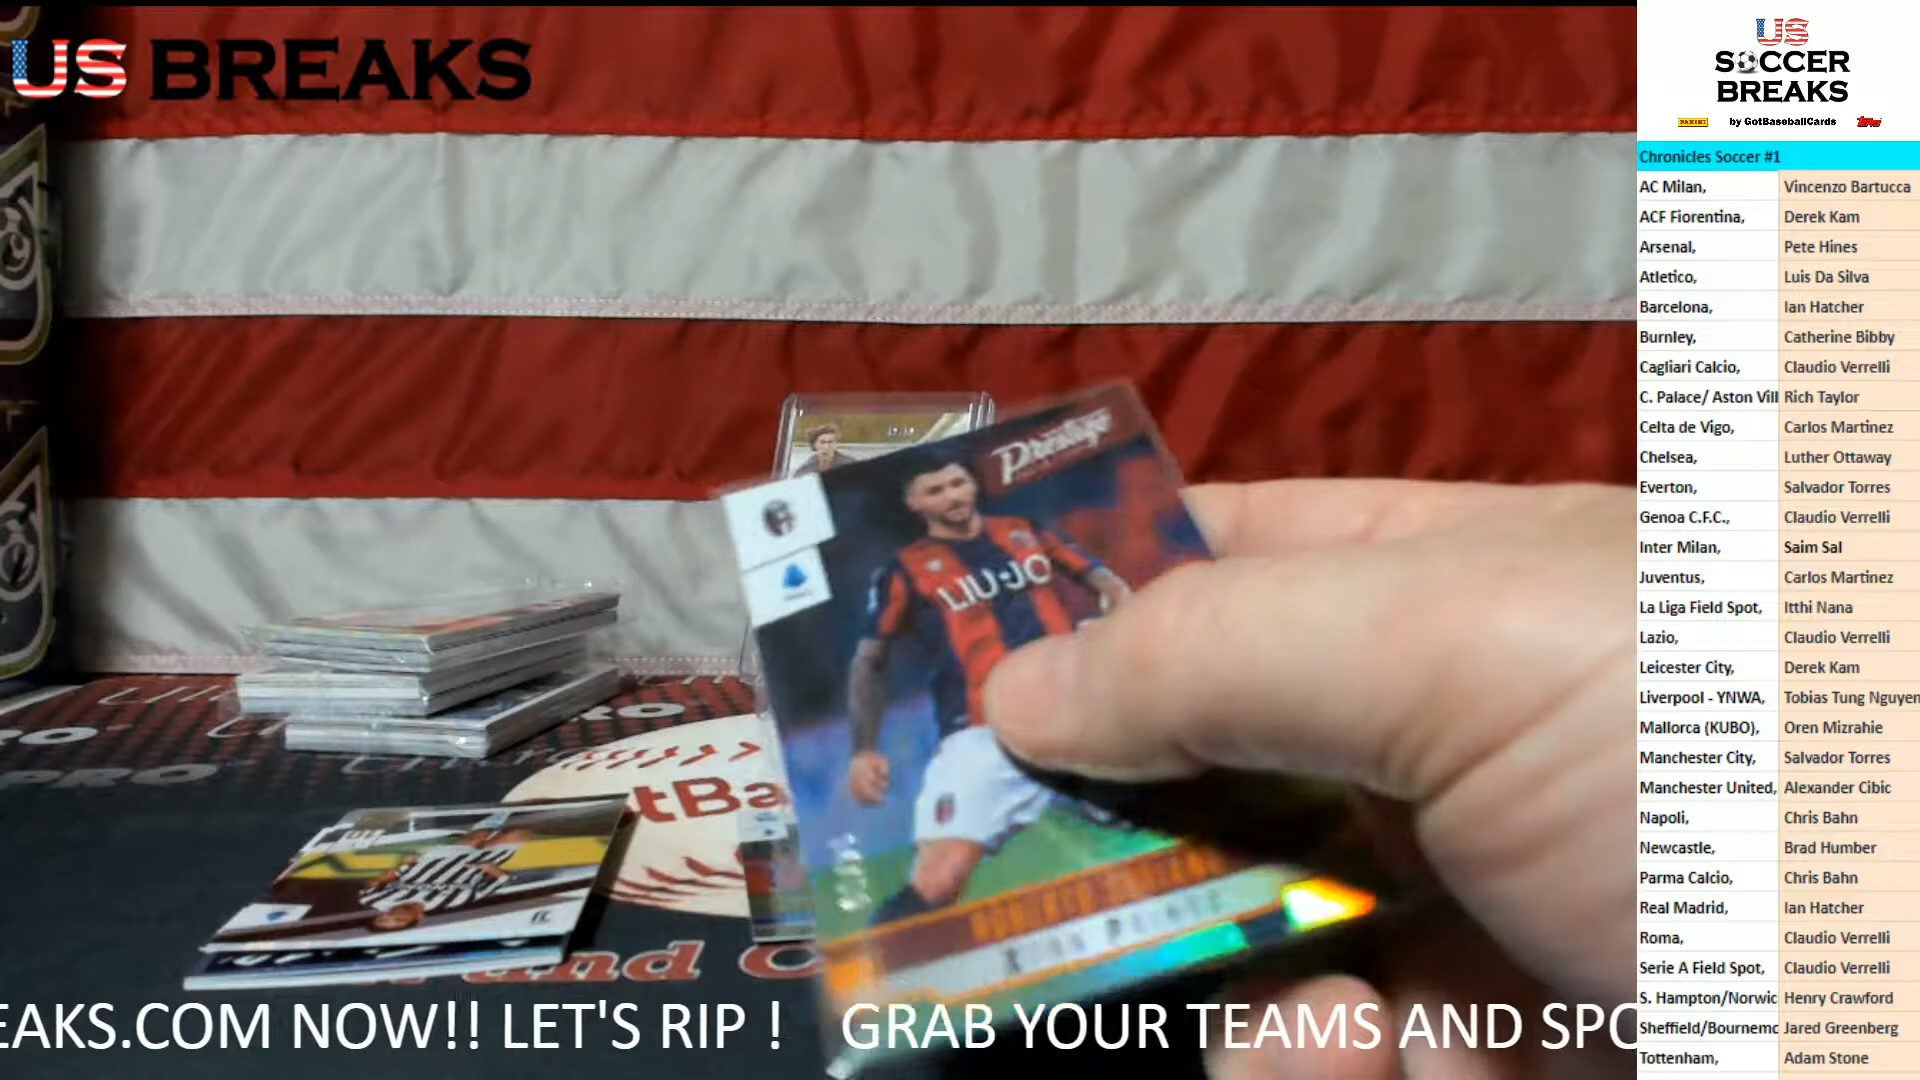 US BREAKS
US
SOCCER
BREAKS
PANINI by GotBaseballCards Topps
Chronicles Soccer #1
AC Milan, Vincenzo Bartucca
ACF Fiorentina, Derek Kam
Arsenal, Pete Hines
Atletico, Luis Da Silva
Barcelona, Ian Hatcher
Burnley, Catherine Bibby
Cagliari Calcio, Claudio Verrelli
C. Palace/ Aston Vill Rich Taylor
Celta de Vigo, Carlos Martinez
Chelsea, Luther Ottaway
Everton, Salvador Torres
Genoa C.F.C., Claudio Verrelli
Inter Milan, Saim Sal
Juventus, Carlos Martinez
La Liga Field Spot, Itthi Nana
Lazio, Claudio Verrelli
Leicester City, Derek Kam
Liverpool - YNWA, Tobias Tung Nguyen
Mallorca (KUBO), Oren Mizrahie
Manchester City, Salvador Torres
Manchester United, Alexander Cibic
Napoli, Chris Bahn
Newcastle, Brad Humber
Parma Calcio, Chris Bahn
Real Madrid, Ian Hatcher
Roma, Claudio Verrelli
Serie A Field Spot, Claudio Verrelli
S. Hampton/Norwic Henry Crawford
Sheffield/Bournemo Jared Greenberg
Tottenham, Adam Stone
Prestige
LIU·JO
tBa
and C
EAKS.COM NOW!! LET'S RIP ! GRAB YOUR TEAMS AND SPO